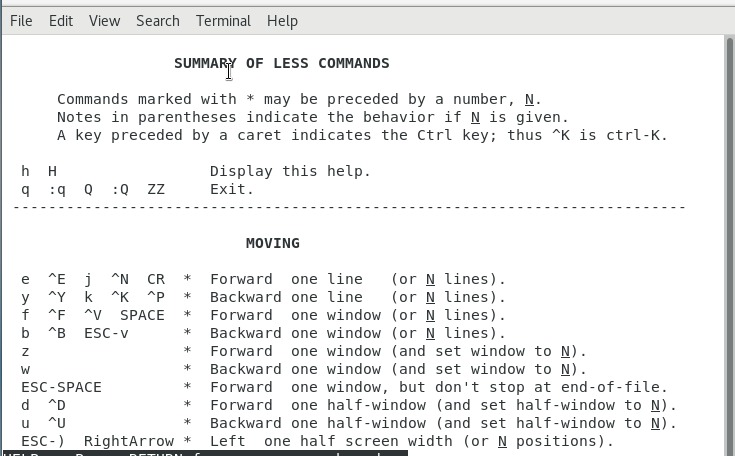 File Edit View Search Terminal Help
SUMMARY OF LESS COMMANDS
Commands marked with * may be preceded by a number, N.
Notes in parentheses indicate the behavior if N is given.
A key preceded by a caret indicates the Ctrl key; thus ^K is ctrl-K.
h H Display this help.
q :q Q :Q ZZ Exit.
---------------------------------------------------------------------------
MOVING
e ^E j ^N CR * Forward one line (or N lines).
y ^Y k ^K ^P * Backward one line (or N lines).
f ^F ^V SPACE * Forward one window (or N lines).
b ^B ESC-v * Backward one window (or N lines).
z * Forward one window (and set window to N).
w * Backward one window (and set window to N).
ESC-SPACE * Forward one window, but don't stop at end-of-file.
d ^D * Forward one half-window (and set half-window to N).
u ^U * Backward one half-window (and set half-window to N).
ESC-) RightArrow * Left one half screen width (or N positions).